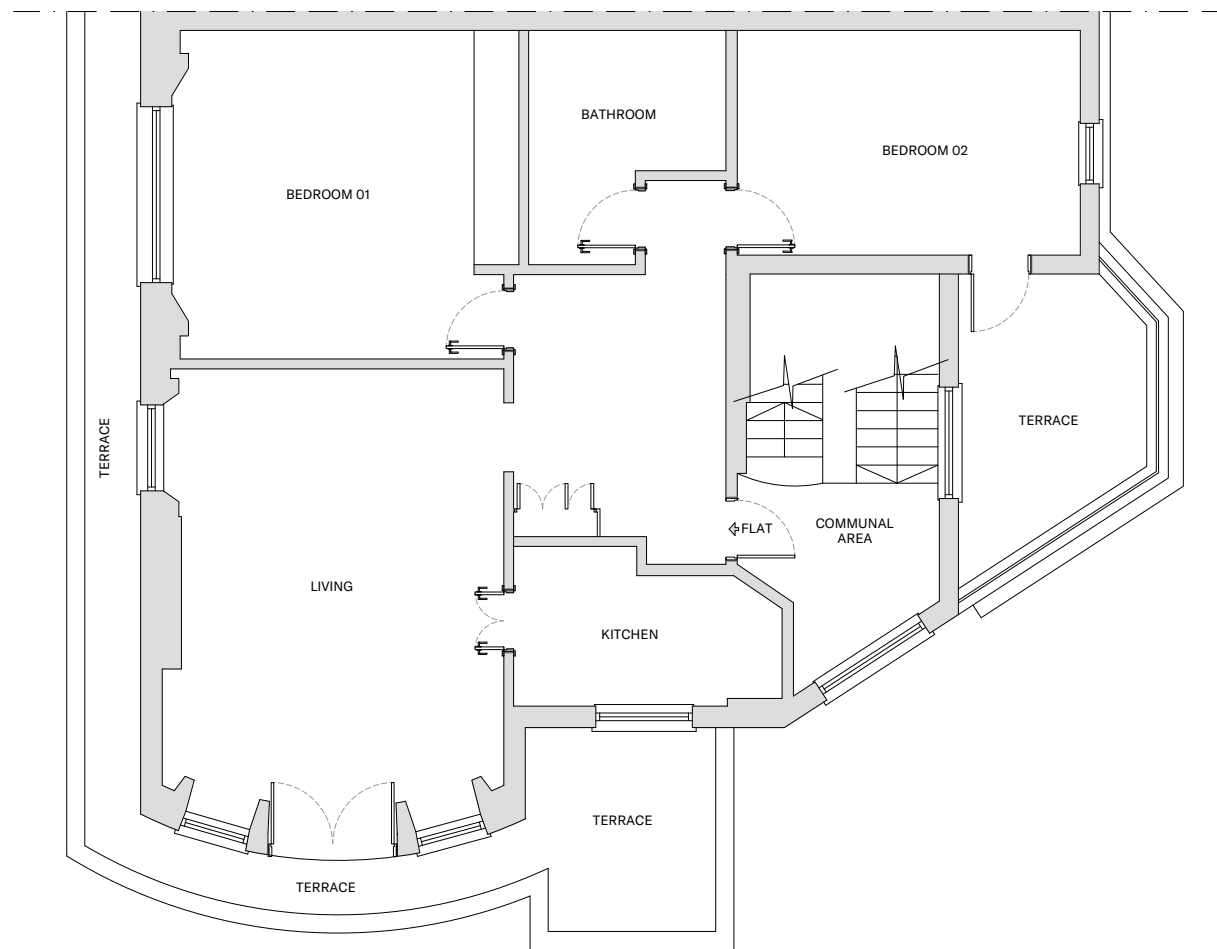 BATHROOM
BEDROOM 02
BEDROOM 01
TERRACE
TERRACE
FLAT
COMMUNAL
AREA
LIVING
KITCHEN
TERRACE
TERRACE